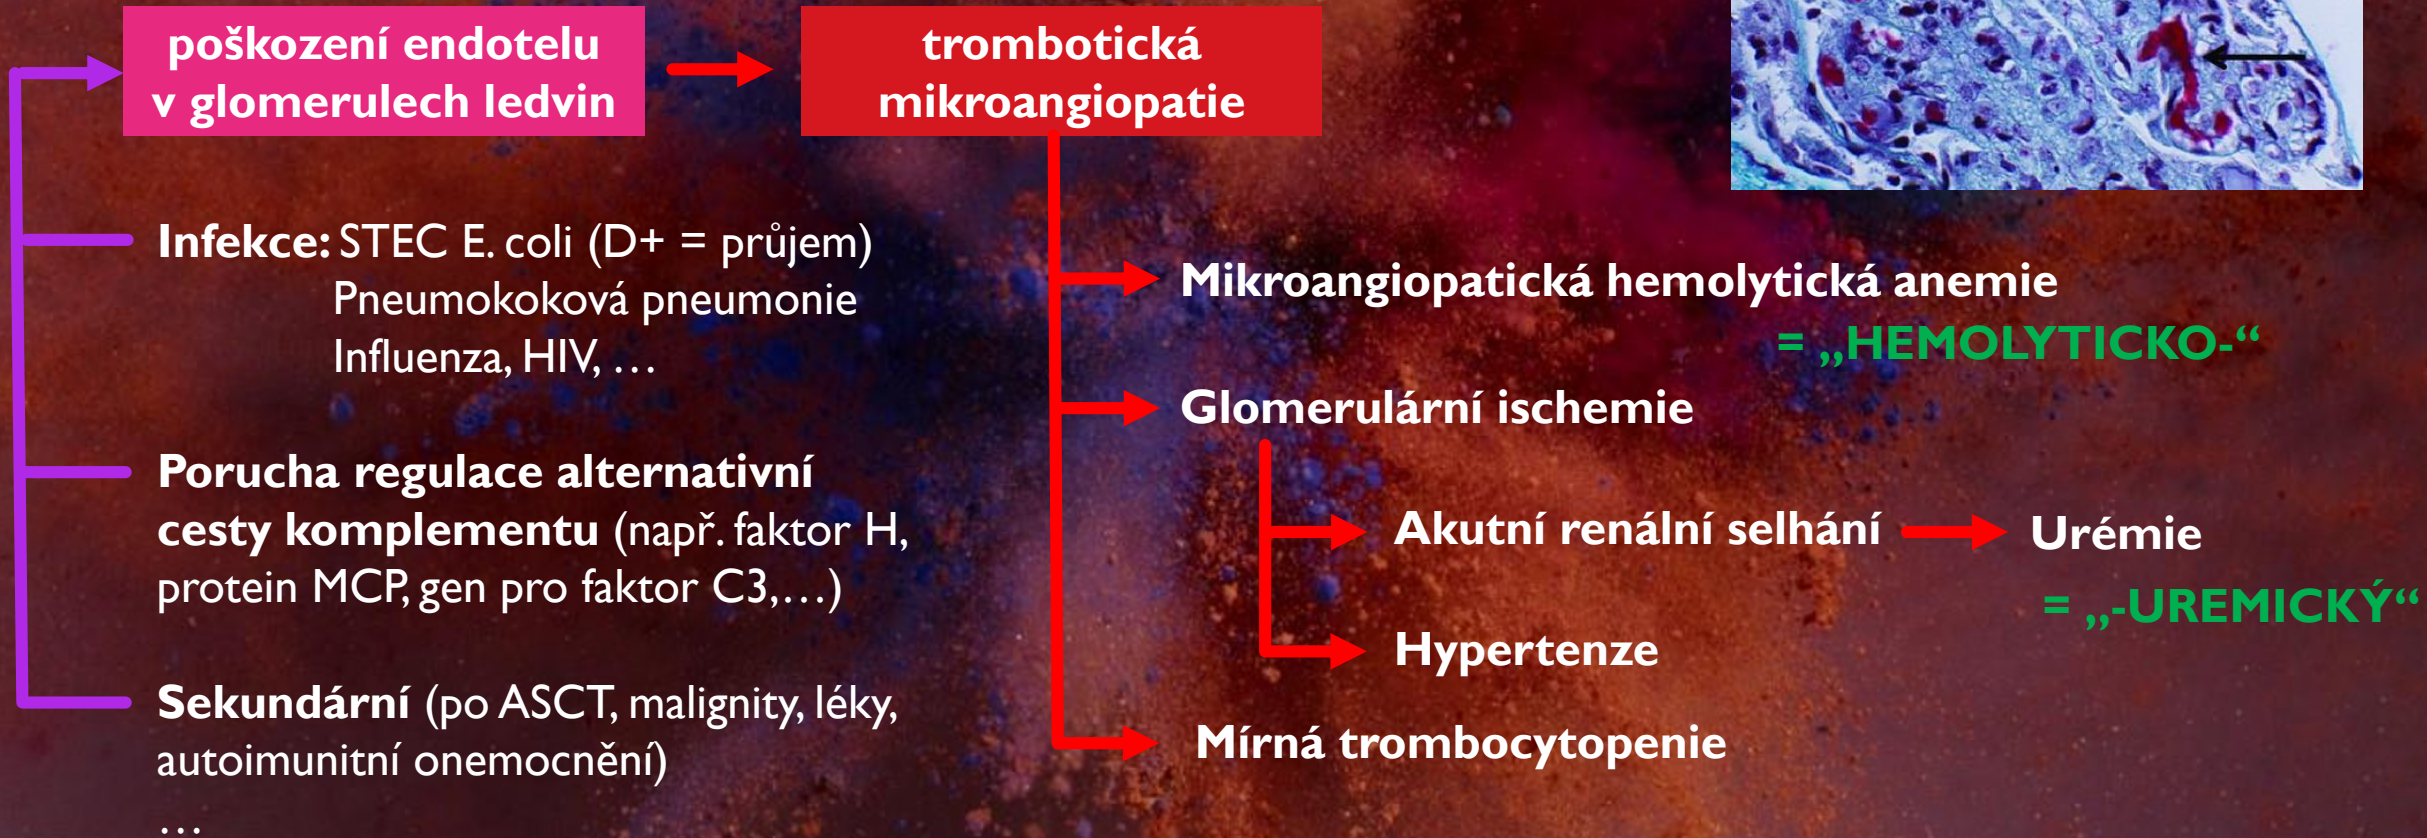 poškození endotelu
v glomerulech ledvin
trombotická
mikroangiopatie
Infekce: STEC E. coli (D+ = průjem)
Pneumokoková pneumonie
Influenza, HIV, …
Porucha regulace alternativní
cesty komplementu (např. faktor H,
protein MCP, gen pro faktor C3,…)
Sekundární (po ASCT, malignity, léky,
autoimunitní onemocnění)
…
Mikroangiopatická hemolytická anemie
= „HEMOLYTICKO-“
Glomerulární ischemie
Akutní renální selhání
Urémie
= „-UREMICKÝ“
Hypertenze
Mírná trombocytopenie